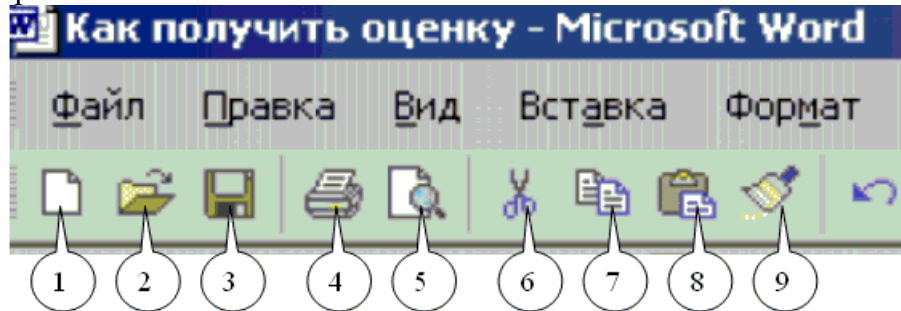 Как получить оценку - Microsoft Word
Файл Правка Вид Вставка Формат
1 2 3 4 5 6 7 8 9